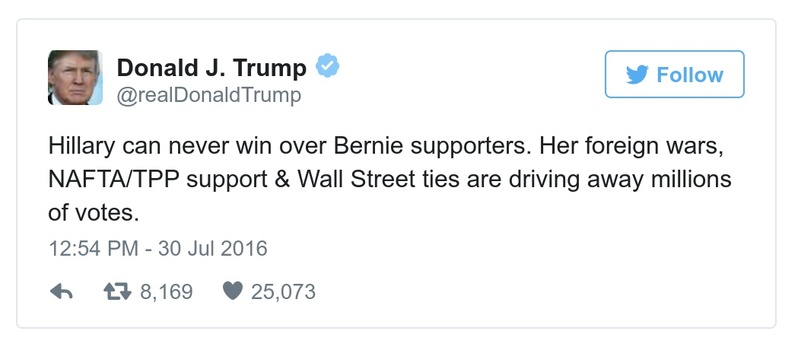 Donald J. Trump
@realDonaldTrump
Follow
Hillary can never win over Bernie supporters. Her foreign wars,
NAFTA/TPP support & Wall Street ties are driving away millions
of votes.
12:54 PM - 30 Jul 2016
8,169 25,073